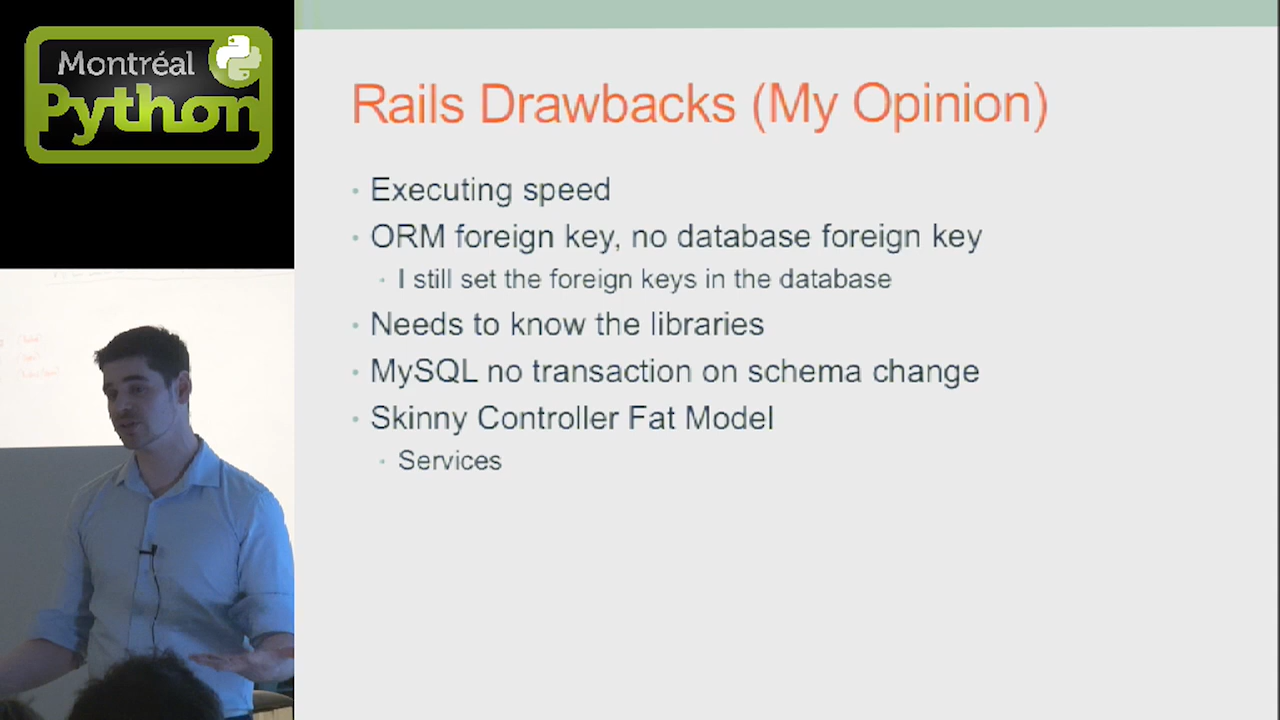 Montréal
Python
Rails Drawbacks (My Opinion)
Executing speed
ORM foreign key, no database foreign key
I still set the foreign keys in the database
Needs to know the libraries
MySQL no transaction on schema change
Skinny Controller Fat Model
Services